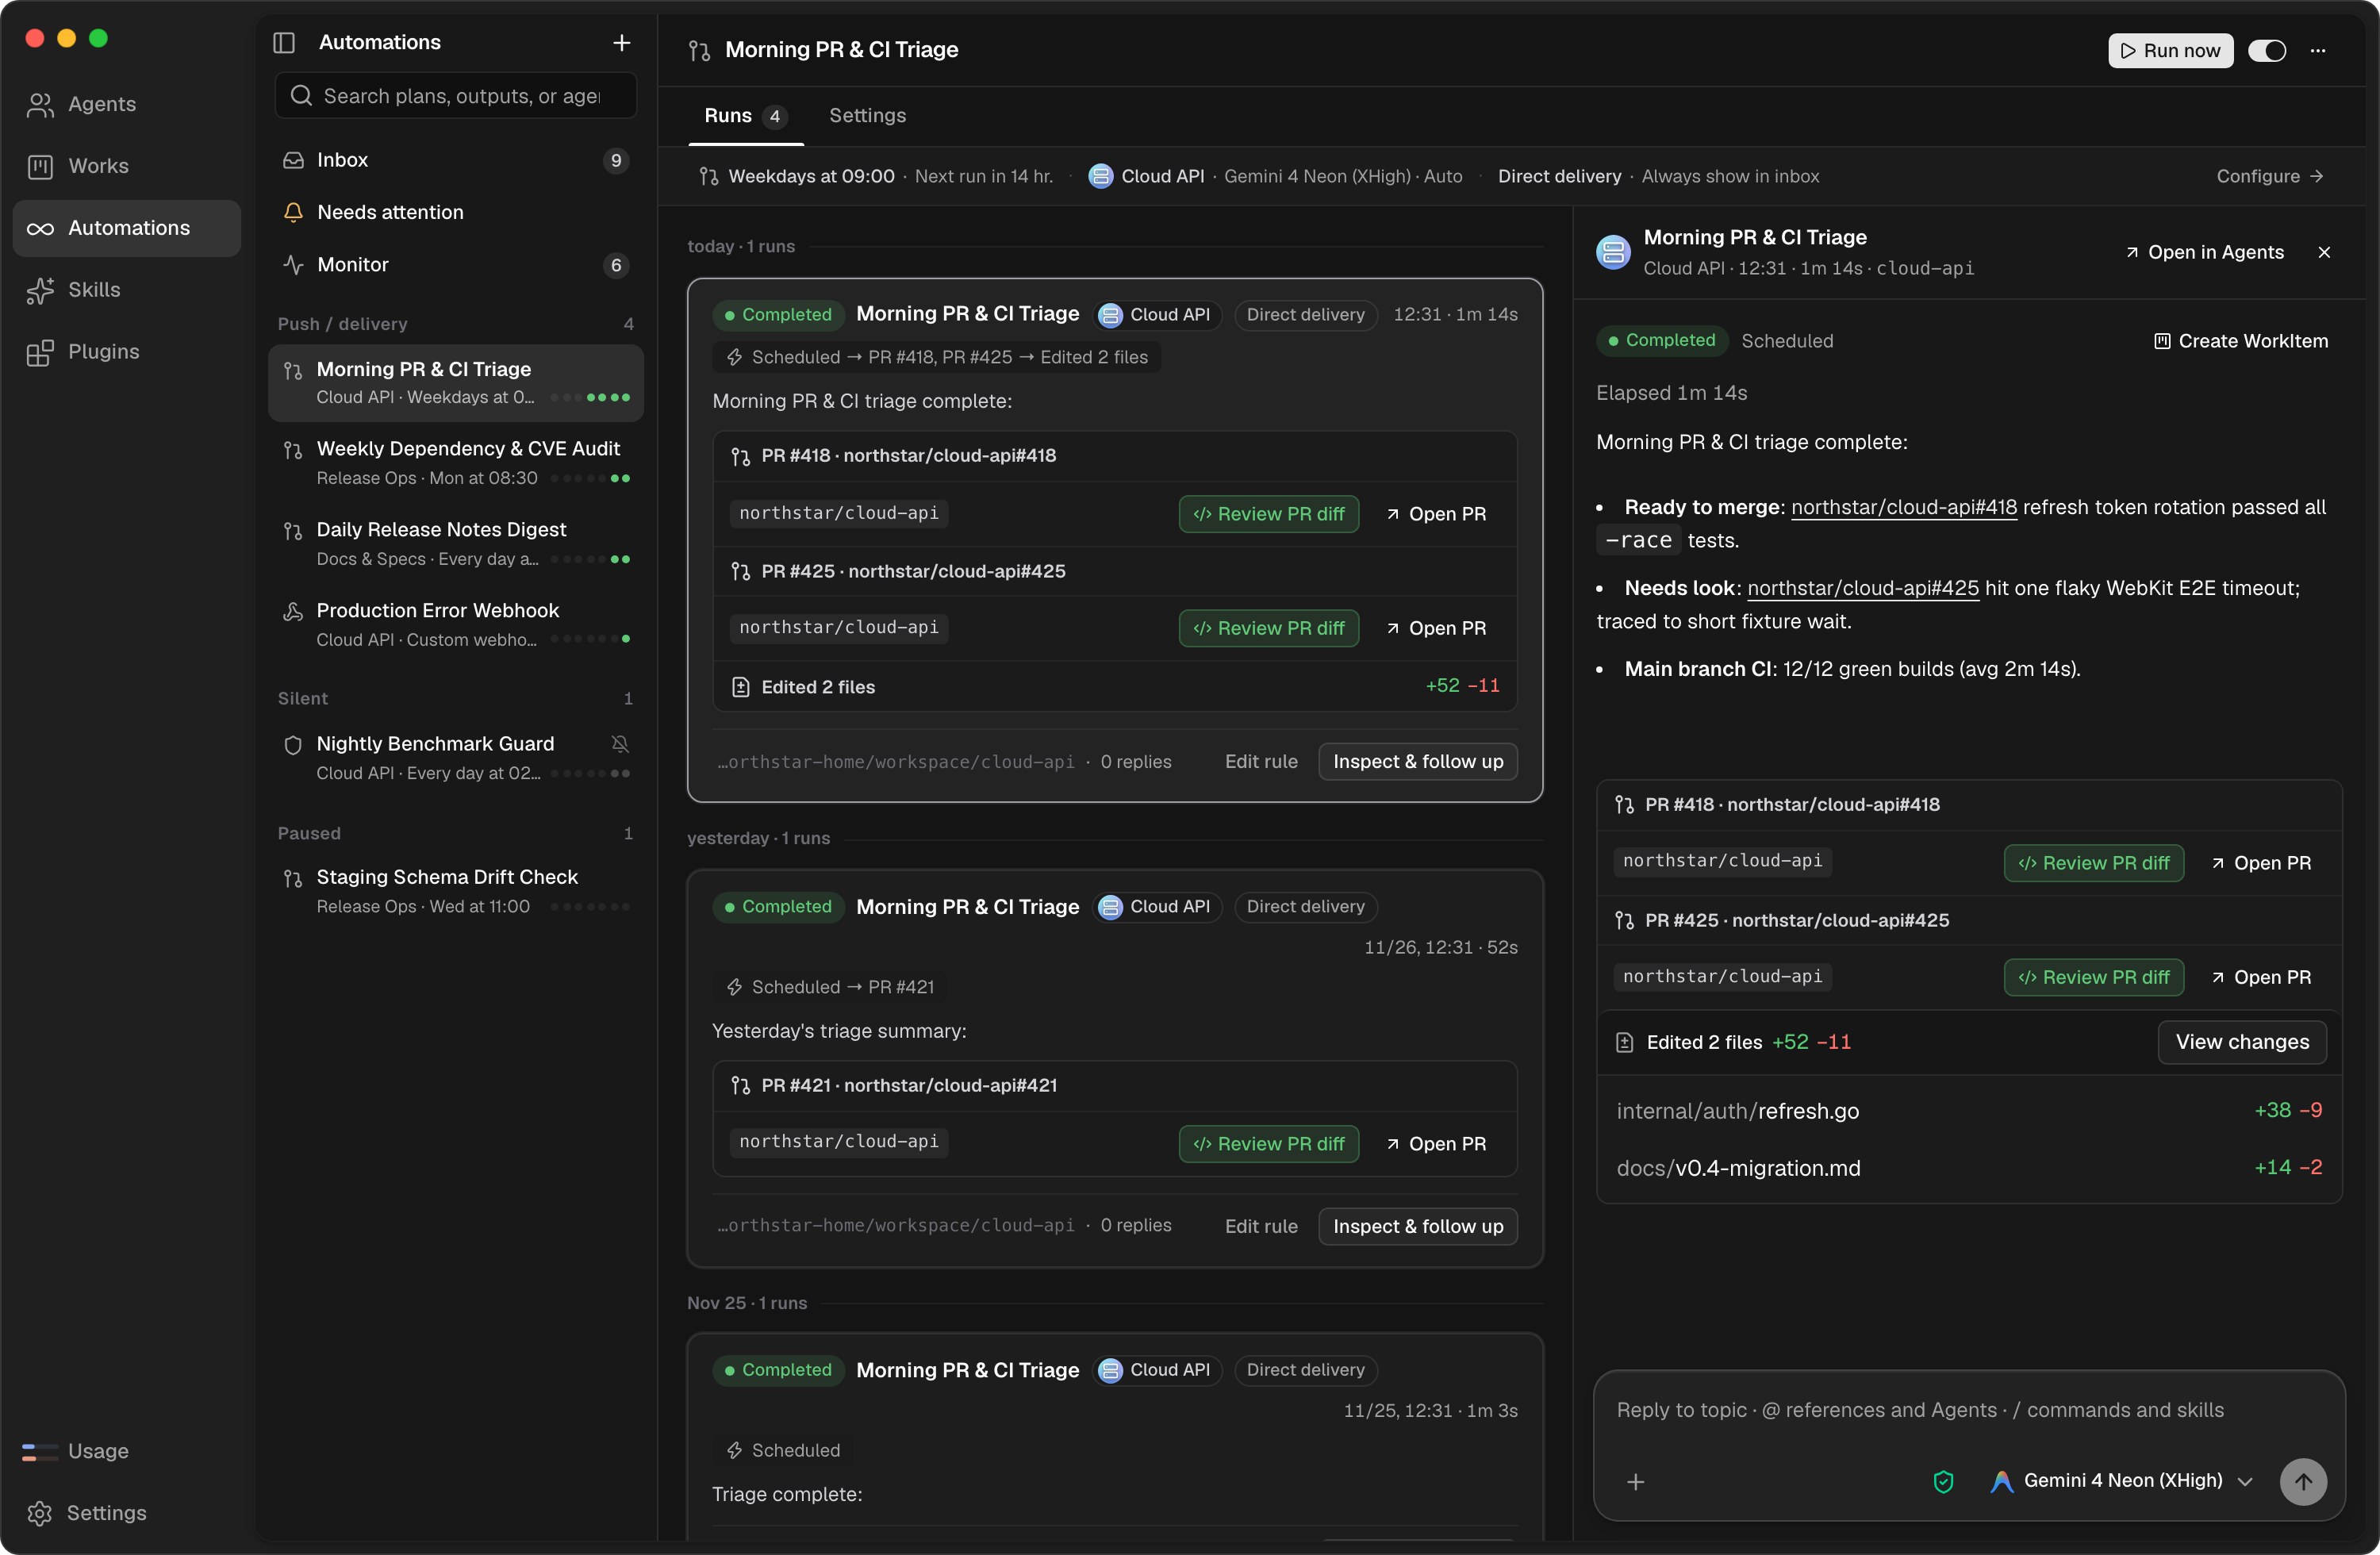 Agents
Works
Automations
Skills
Plugins
Usage
Settings
Automations
Search plans, outputs, or agen
Inbox 9
Needs attention
Monitor 6
Push / delivery 4
Morning PR & CI Triage
Cloud API · Weekdays at 0...
Weekly Dependency & CVE Audit
Release Ops · Mon at 08:30
Daily Release Notes Digest
Docs & Specs · Every day a...
Production Error Webhook
Cloud API · Custom webho...
Silent 1
Nightly Benchmark Guard
Cloud API · Every day at 02...
Paused 1
Staging Schema Drift Check
Release Ops · Wed at 11:00
Morning PR & CI Triage
Run now
Runs 4 Settings
Weekdays at 09:00 · Next run in 14 hr. · Cloud API · Gemini 4 Neon (XHigh) · Auto · Direct delivery · Always show in inbox Configure →
today · 1 runs
Completed Morning PR & CI Triage Cloud API Direct delivery 12:31 · 1m 14s
Scheduled → PR #418, PR #425 → Edited 2 files
Morning PR & CI triage complete:
PR #418 · northstar/cloud-api#418
northstar/cloud-api Review PR diff Open PR
PR #425 · northstar/cloud-api#425
northstar/cloud-api Review PR diff Open PR
Edited 2 files +52 −11
…orthstar-home/workspace/cloud-api · 0 replies Edit rule Inspect & follow up
yesterday · 1 runs
Completed Morning PR & CI Triage Cloud API Direct delivery
11/26, 12:31 · 52s
Scheduled → PR #421
Yesterday's triage summary:
PR #421 · northstar/cloud-api#421
northstar/cloud-api Review PR diff Open PR
…orthstar-home/workspace/cloud-api · 0 replies Edit rule Inspect & follow up
Nov 25 · 1 runs
Completed Morning PR & CI Triage Cloud API Direct delivery
11/25, 12:31 · 1m 3s
Scheduled
Triage complete:
Morning PR & CI Triage
Cloud API · 12:31 · 1m 14s · cloud-api
Open in Agents
Completed Scheduled Create WorkItem
Elapsed 1m 14s
Morning PR & CI triage complete:
• Ready to merge: northstar/cloud-api#418 refresh token rotation passed all
-race tests.
• Needs look: northstar/cloud-api#425 hit one flaky WebKit E2E timeout;
traced to short fixture wait.
• Main branch CI: 12/12 green builds (avg 2m 14s).
PR #418 · northstar/cloud-api#418
northstar/cloud-api Review PR diff Open PR
PR #425 · northstar/cloud-api#425
northstar/cloud-api Review PR diff Open PR
Edited 2 files +52 −11 View changes
internal/auth/refresh.go +38 −9
docs/v0.4-migration.md +14 −2
Reply to topic · @ references and Agents · / commands and skills
Gemini 4 Neon (XHigh)